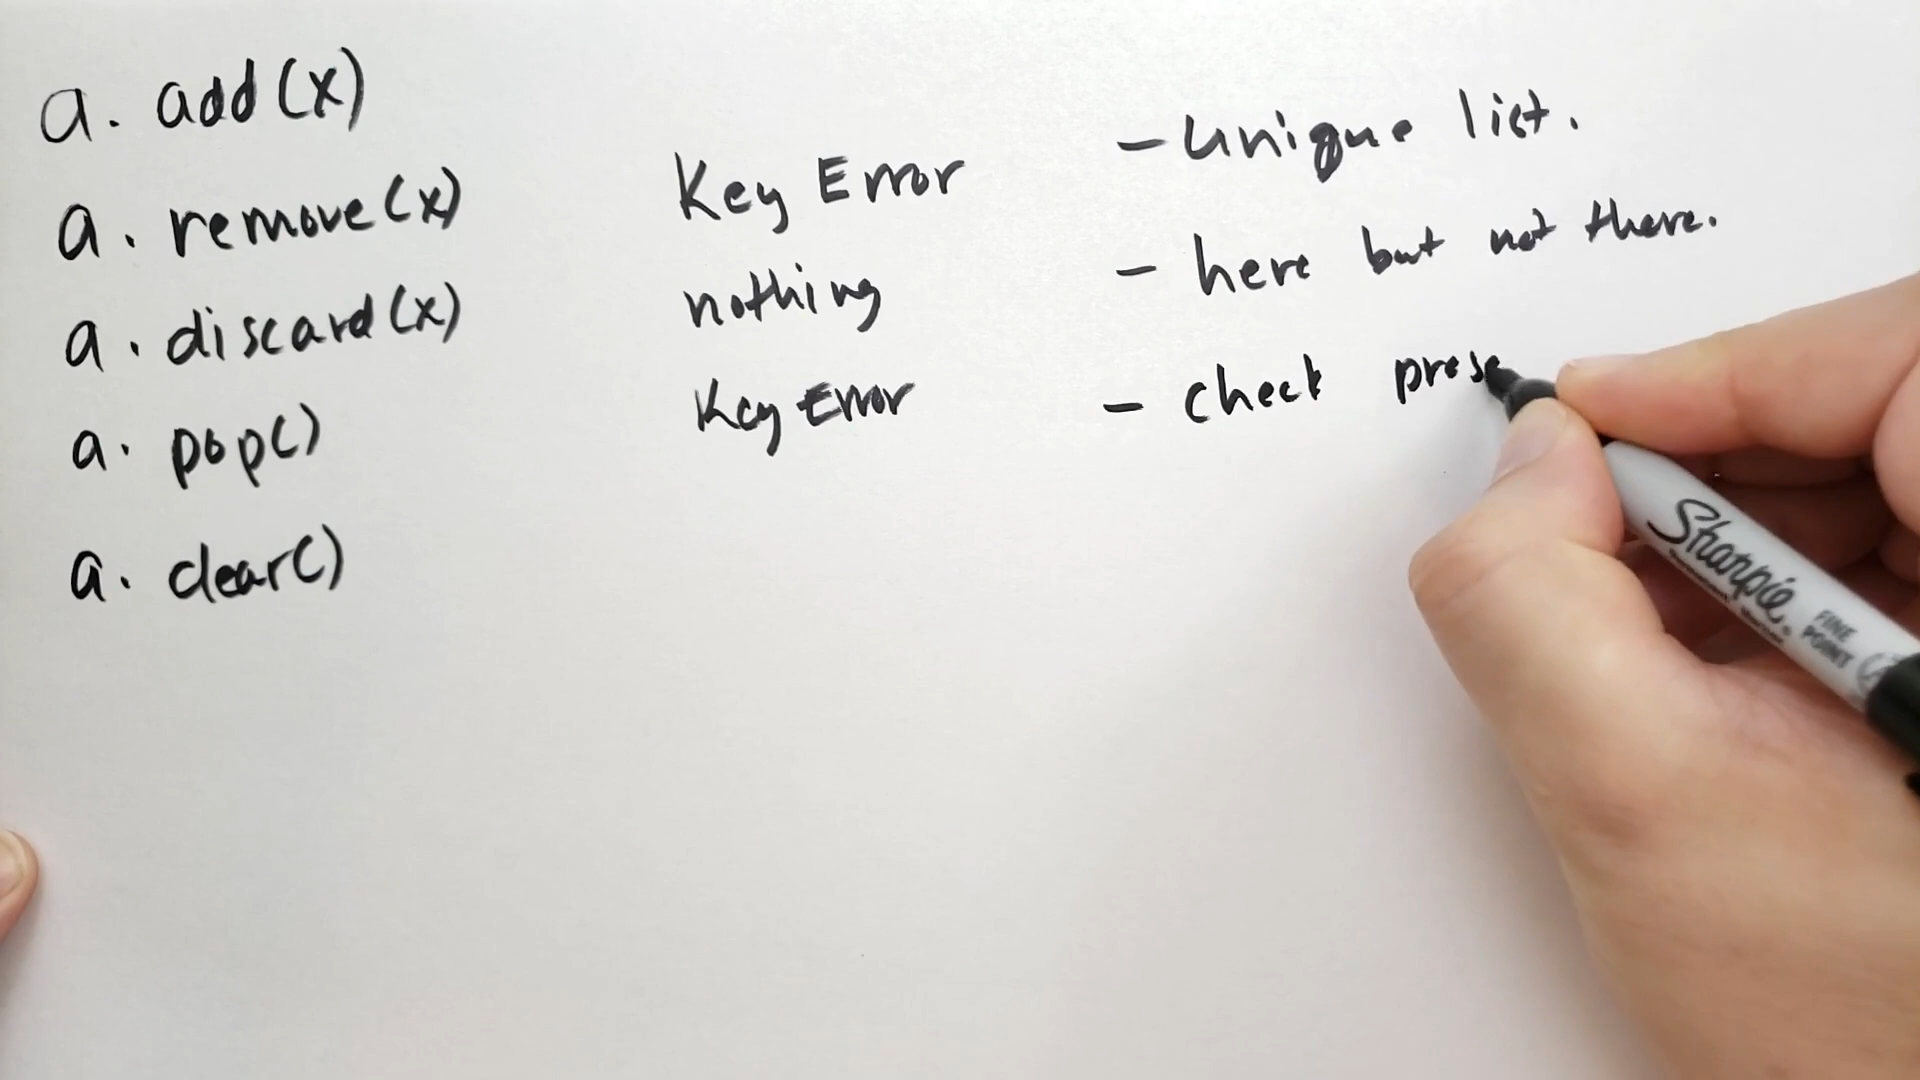 a. add(x)
a. remove(x)
a. discard(x)
a. pop()
a. clear()
Key Error
nothing
Key Error
- Unique list.
- here but not there.
- check prese
Sharpie.
FINE
POINT